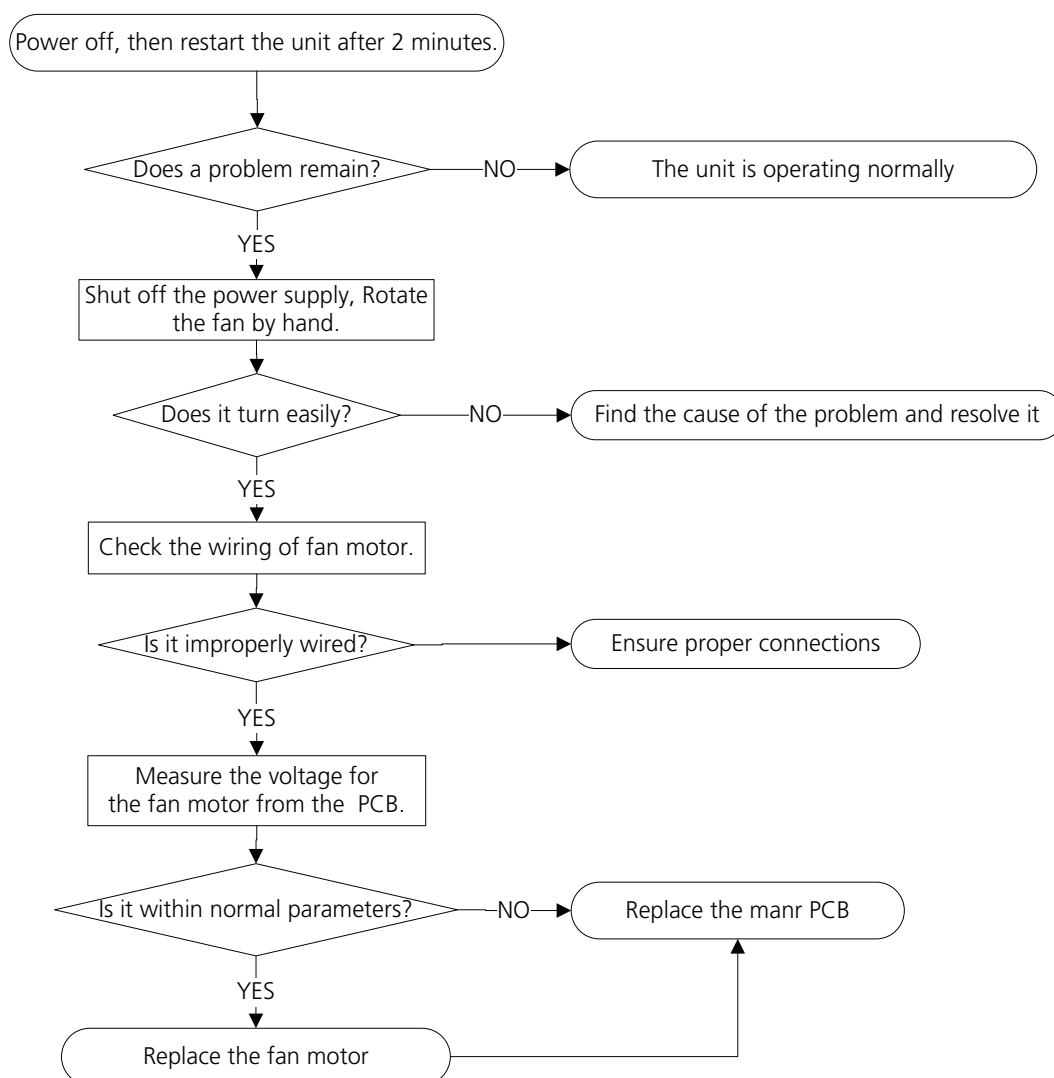 Power off, then restart the unit after 2 minutes.
Does a problem remain?
NO
The unit is operating normally
YES
Shut off the power supply, Rotate
the fan by hand.
Does it turn easily?
NO
Find the cause of the problem and resolve it
YES
Check the wiring of fan motor.
Is it improperly wired?
Ensure proper connections
YES
Measure the voltage for
the fan motor from the PCB.
Is it within normal parameters?
NO
Replace the manr PCB
YES
Replace the fan motor